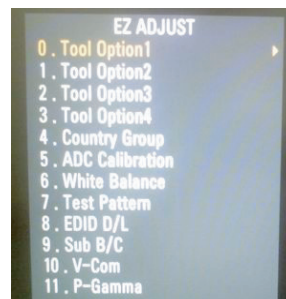 EZ ADJUST
0 . Tool Option1
1 . Tool Option2
2 . Tool Option3
3 . Tool Option4
4 . Country Group
5 . ADC Calibration
6 . White Balance
7 . Test Pattern
8 . EDID D/L
9 . Sub B/C
10 . V-Com
11 . P-Gamma